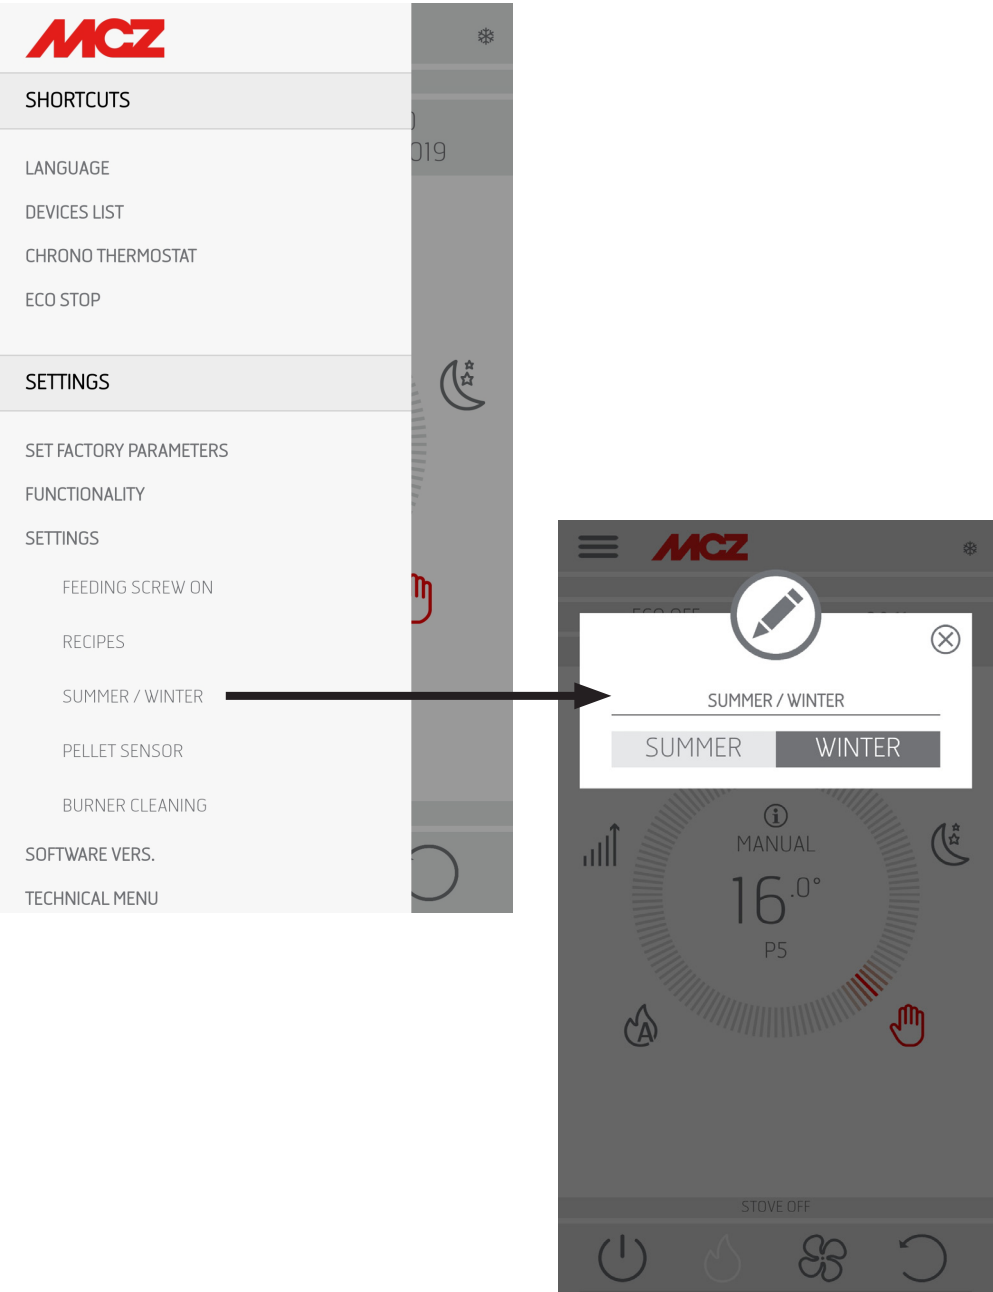 MCZ
SHORTCUTS
019
LANGUAGE
DEVICES LIST
CHRONO THERMOSTAT
ECO STOP
SETTINGS
SET FACTORY PARAMETERS
FUNCTIONALITY
SETTINGS
FEEDING SCREW ON
RECIPES
SUMMER / WINTER
PELLET SENSOR
BURNER CLEANING
SOFTWARE VERS.
TECHNICAL MENU
MCZ
SUMMER / WINTER
SUMMER WINTER
MANUAL
16.0°
P5
A
STOVE OFF